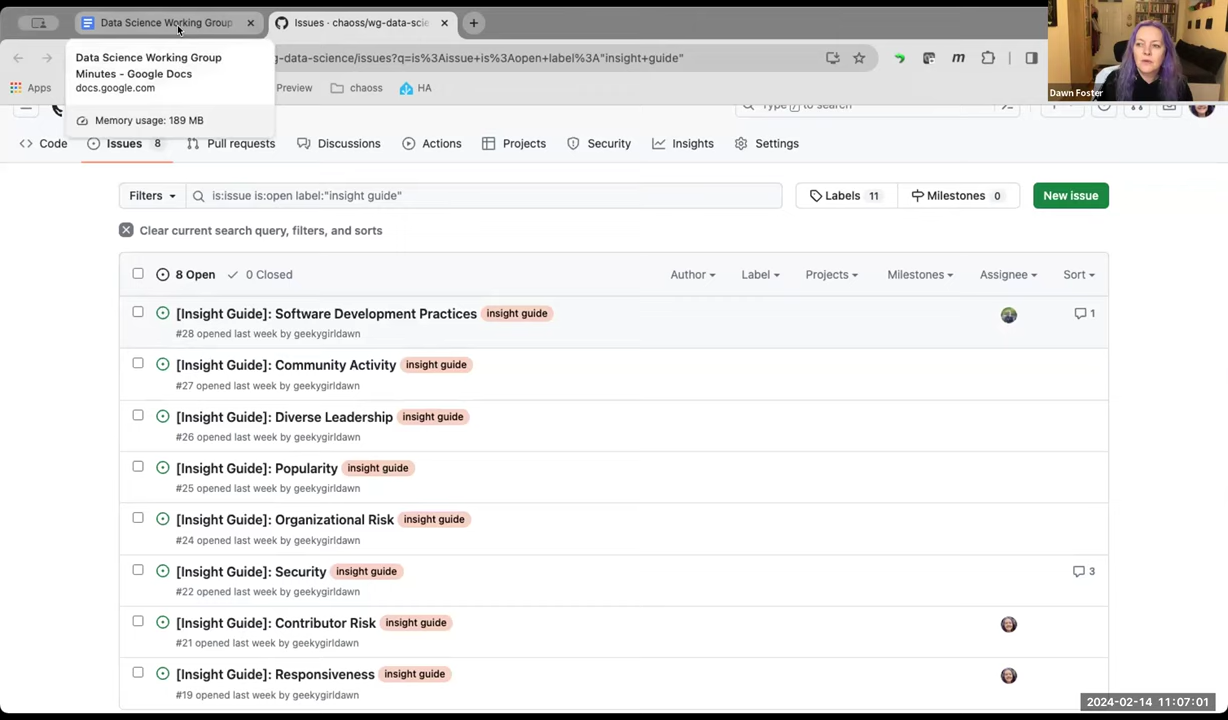 Data Science Working Group
Issues · chaoss/wg-data-scie
g-data-science/issues?q=is%3Aissue+is%3Aopen+label%3A"insight+guide"
Data Science Working Group
Minutes - Google Docs
docs.google.com
Memory usage: 189 MB
Apps
Preview
chaoss
HA
m
Dawn Foster
Type / to search
Code
Issues 8
Pull requests
Discussions
Actions
Projects
Security
Insights
Settings
Filters
is:issue is:open label:"insight guide"
Labels 11
Milestones 0
New issue
Clear current search query, filters, and sorts
8 Open
0 Closed
Author
Label
Projects
Milestones
Assignee
Sort
[Insight Guide]: Software Development Practices insight guide
1
#28 opened last week by geekygirldawn
[Insight Guide]: Community Activity insight guide
#27 opened last week by geekygirldawn
[Insight Guide]: Diverse Leadership insight guide
#26 opened last week by geekygirldawn
[Insight Guide]: Popularity insight guide
#25 opened last week by geekygirldawn
[Insight Guide]: Organizational Risk insight guide
#24 opened last week by geekygirldawn
[Insight Guide]: Security insight guide
3
#22 opened last week by geekygirldawn
[Insight Guide]: Contributor Risk insight guide
#21 opened last week by geekygirldawn
[Insight Guide]: Responsiveness insight guide
#19 opened last week by geekygirldawn
2024-02-14 11:07:01